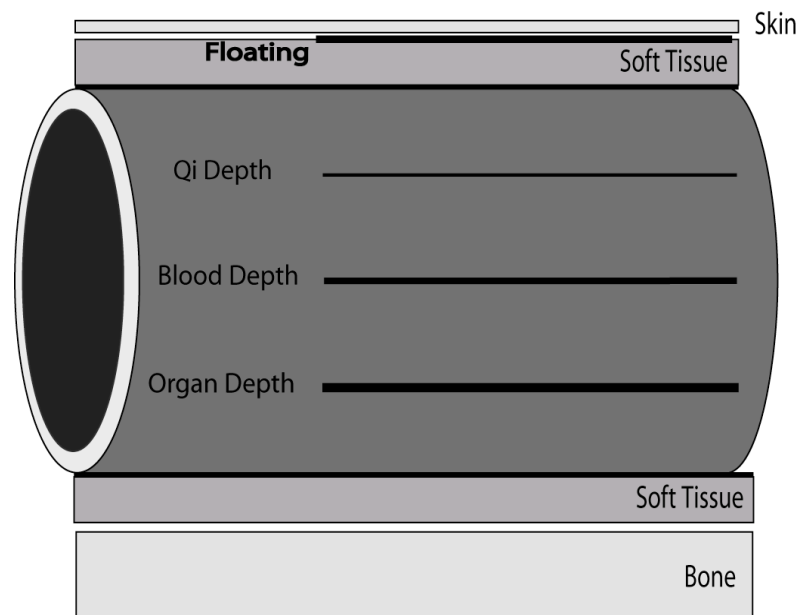 Skin
Floating
Soft Tissue
Qi Depth
Blood Depth
Organ Depth
Soft Tissue
Bone